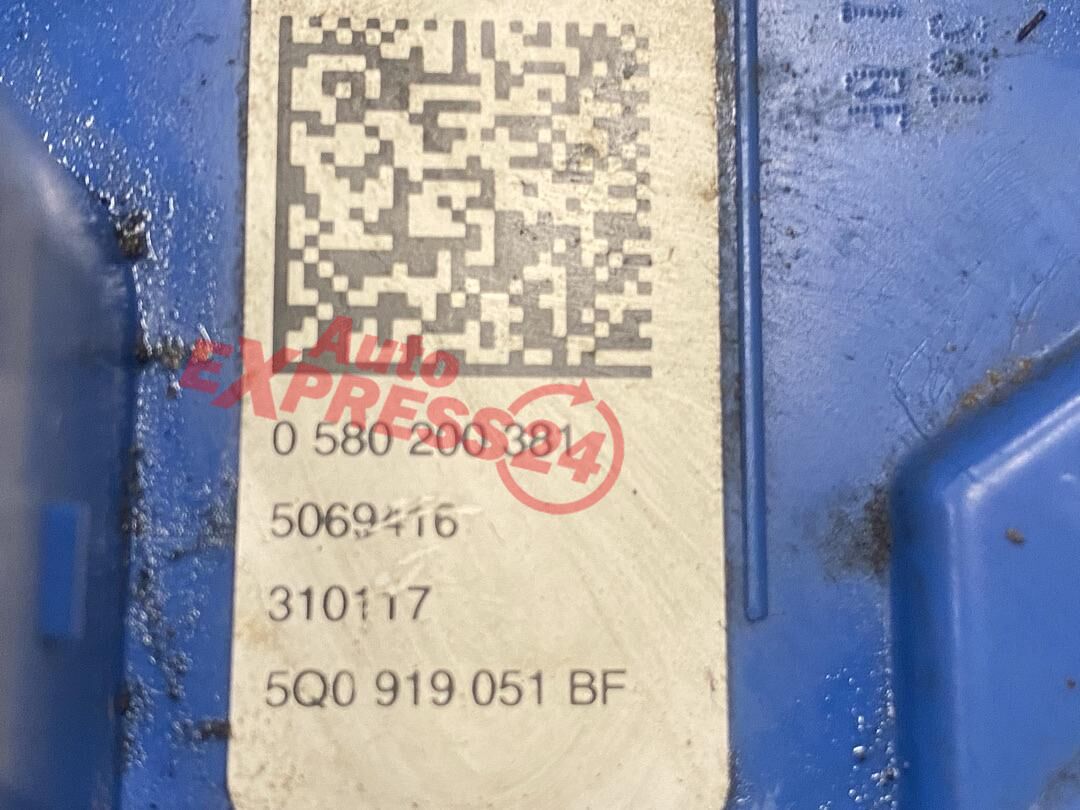 Auto
EXPRESS24
0 580 200 381
5069416
310117
5Q0 919 051 BF